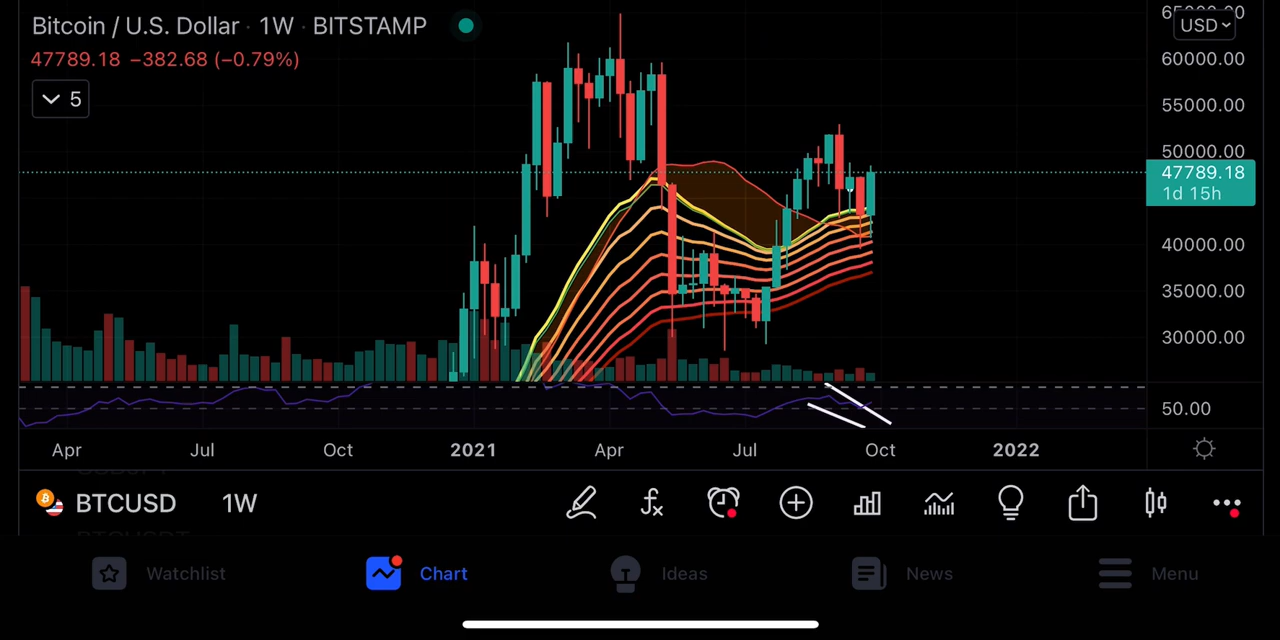 Bitcoin / U.S. Dollar · 1W · BITSTAMP
47789.18 −382.68 (−0.79%)
5
USD
60000.00
55000.00
50000.00
47789.18
1d 15h
40000.00
35000.00
30000.00
50.00
Apr Jul Oct 2021 Apr Jul Oct 2022
BTCUSD 1W
Watchlist Chart Ideas News Menu